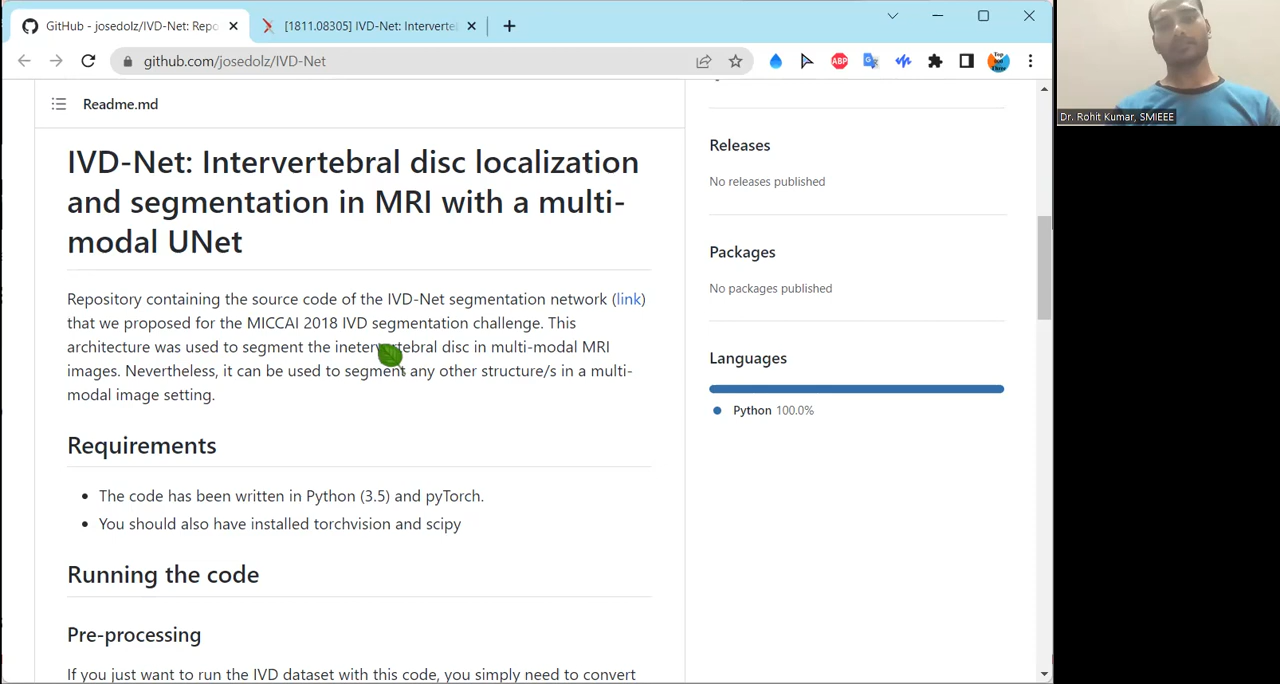 GitHub - josedolz/IVD-Net: Repo
[1811.08305] IVD-Net: Interverte
github.com/josedolz/IVD-Net
ABP
Dr. Rohit Kumar, SMIEEE
Readme.md
IVD-Net: Intervertebral disc localization
and segmentation in MRI with a multi-
modal UNet
Repository containing the source code of the IVD-Net segmentation network (link)
that we proposed for the MICCAI 2018 IVD segmentation challenge. This
architecture was used to segment the inetervertebral disc in multi-modal MRI
images. Nevertheless, it can be used to segment any other structure/s in a multi-
modal image setting.
Requirements
The code has been written in Python (3.5) and pyTorch.
You should also have installed torchvision and scipy
Running the code
Pre-processing
If you just want to run the IVD dataset with this code, you simply need to convert
Releases
No releases published
Packages
No packages published
Languages
Python 100.0%